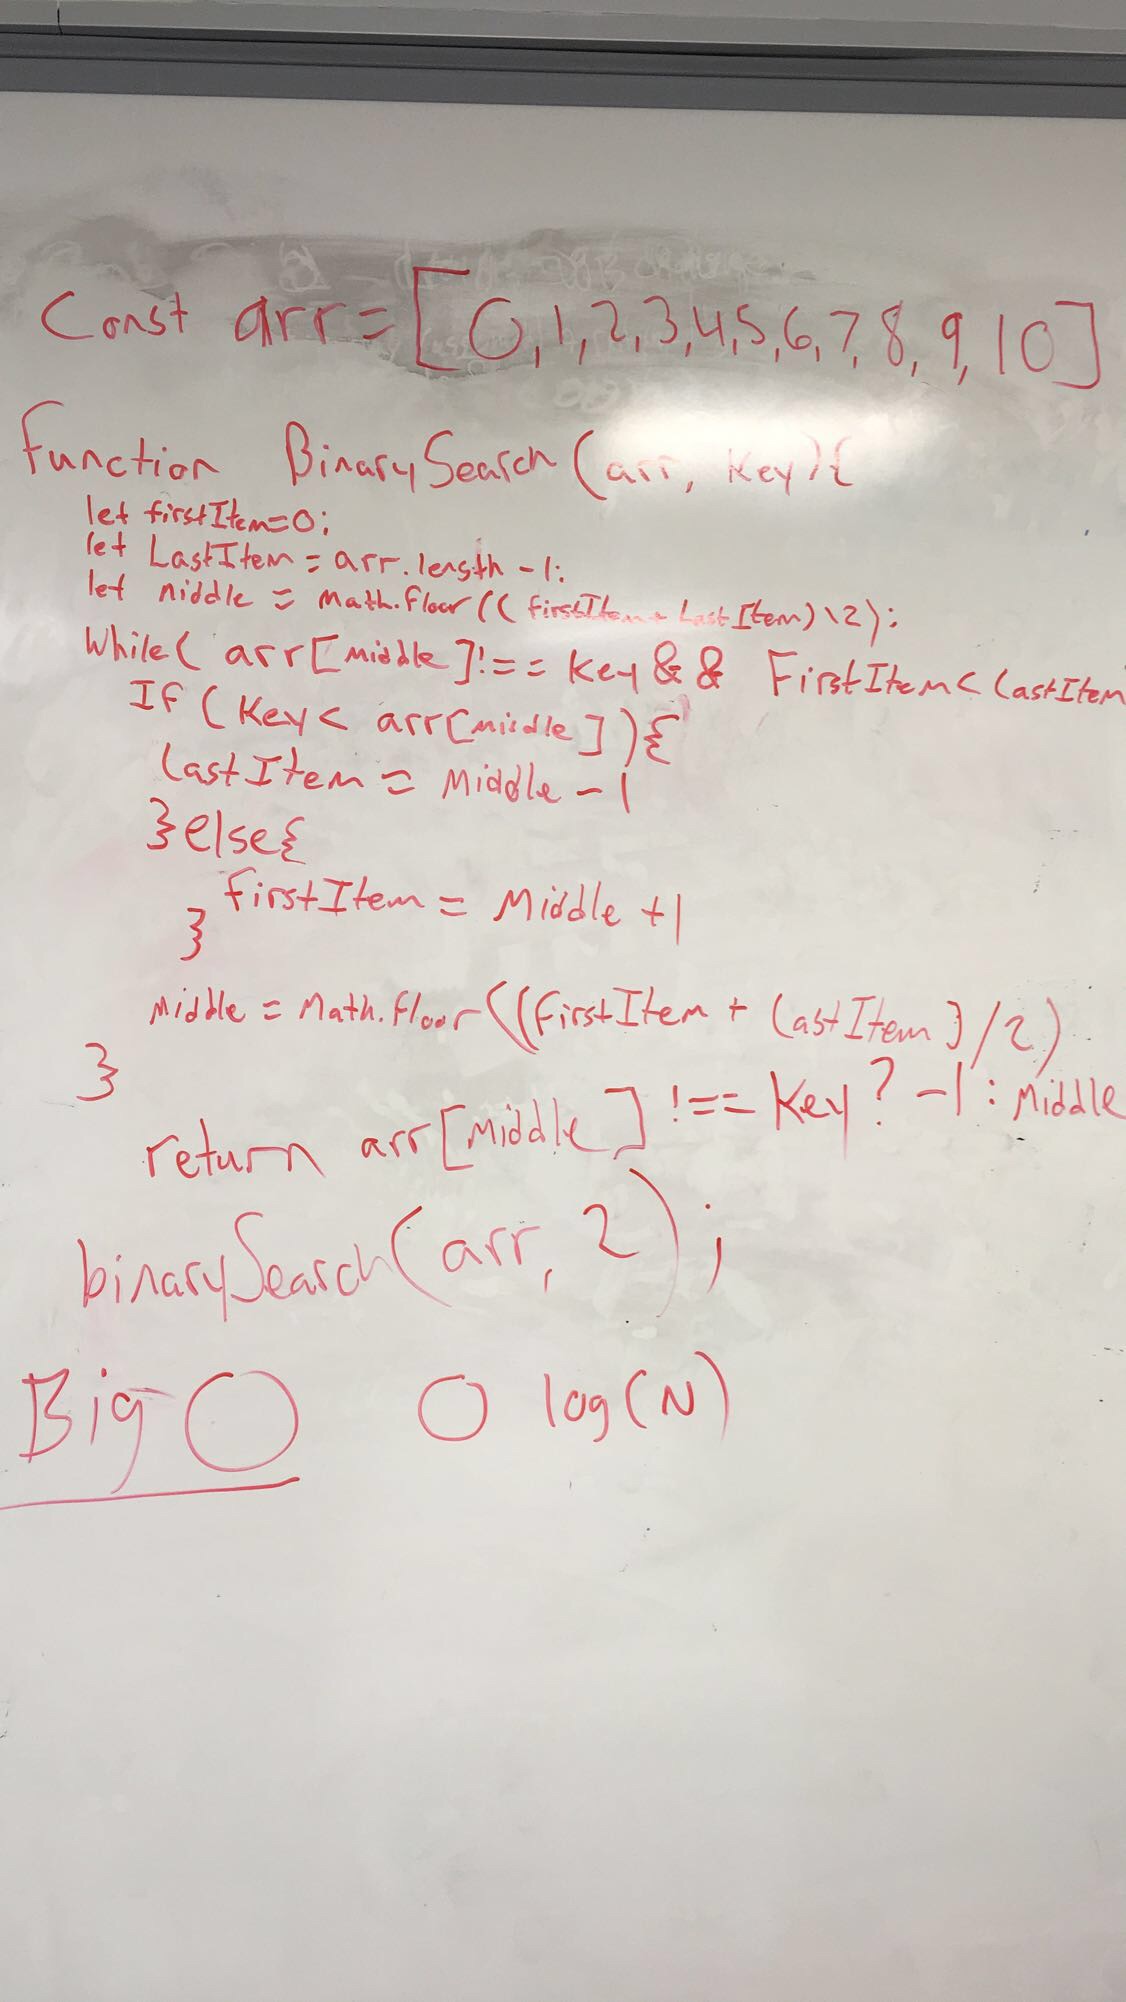 Const arr = [0,1,2,3,4,5,6,7,8,9,10]
function BinarySearch (arr, Key){
let firstItem=0;
let LastItem = arr.length -1;
let middle = Math.floor (( firstItem + LastItem) \2);
While( arr[middle]!== key && FirstItem< LastItem
If (Key< arr[middle]){
LastItem = Middle -1
}else{
firstItem = Middle +1
}
Middle = Math.floor((FirstItem + LastItem)/2)
}
return arr[Middle] !== Key? -1: Middle
binarySearch(arr, 2);
Big O O log(N)